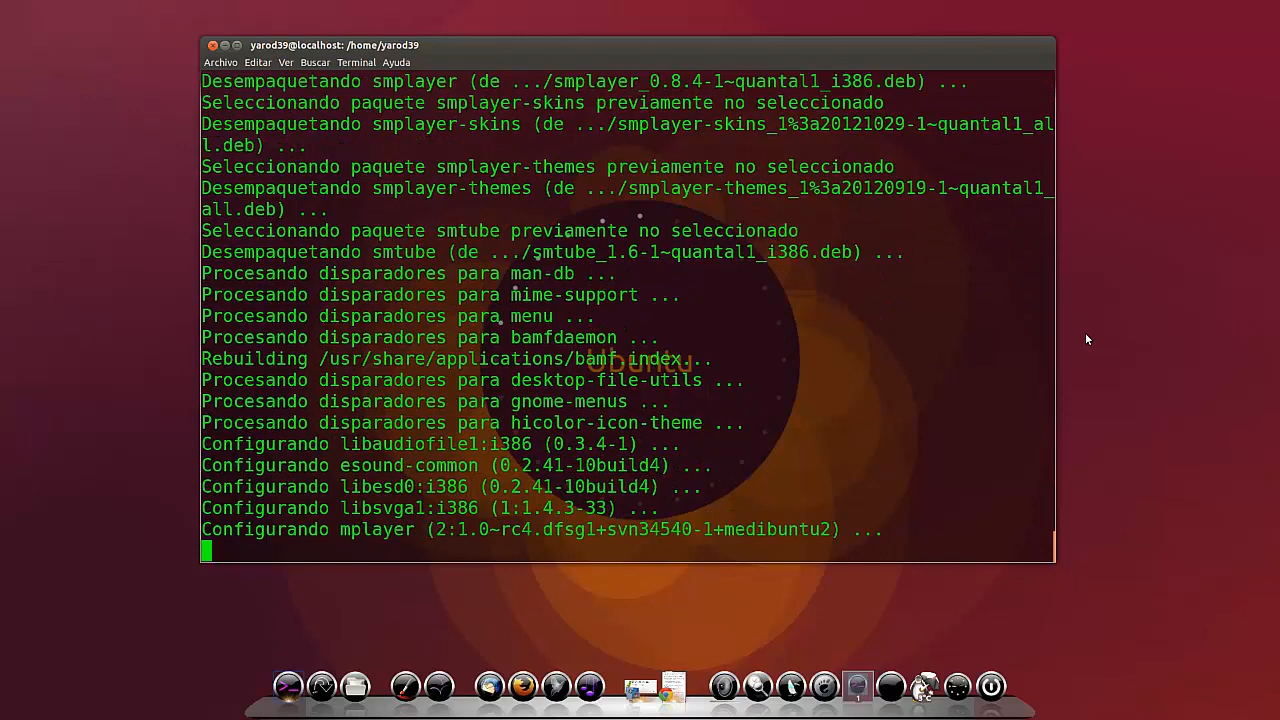 yarod39@localhost: /home/yarod39
Archivo Editar Ver Buscar Terminal Ayuda
Desempaquetando smplayer (de .../smplayer_0.8.4-1~quantal1_i386.deb) ...
Seleccionando paquete smplayer-skins previamente no seleccionado
Desempaquetando smplayer-skins (de .../smplayer-skins_1%3a20121029-1~quantal1_al
l.deb) ...
Seleccionando paquete smplayer-themes previamente no seleccionado
Desempaquetando smplayer-themes (de .../smplayer-themes_1%3a20120919-1~quantal1_
all.deb) ...
Seleccionando paquete smtube previamente no seleccionado
Desempaquetando smtube (de .../smtube_1.6-1~quantal1_i386.deb) ...
Procesando disparadores para man-db ...
Procesando disparadores para mime-support ...
Procesando disparadores para menu ...
Procesando disparadores para bamfdaemon ...
Rebuilding /usr/share/applications/bamf.index...
Ubuntu
Procesando disparadores para desktop-file-utils ...
Procesando disparadores para gnome-menus ...
Procesando disparadores para hicolor-icon-theme ...
Configurando libaudiofile1:i386 (0.3.4-1) ...
Configurando esound-common (0.2.41-10build4) ...
Configurando libesd0:i386 (0.2.41-10build4) ...
Configurando libsvga1:i386 (1:1.4.3-33) ...
Configurando mplayer (2:1.0~rc4.dfsg1+svn34540-1+medibuntu2) ...
1